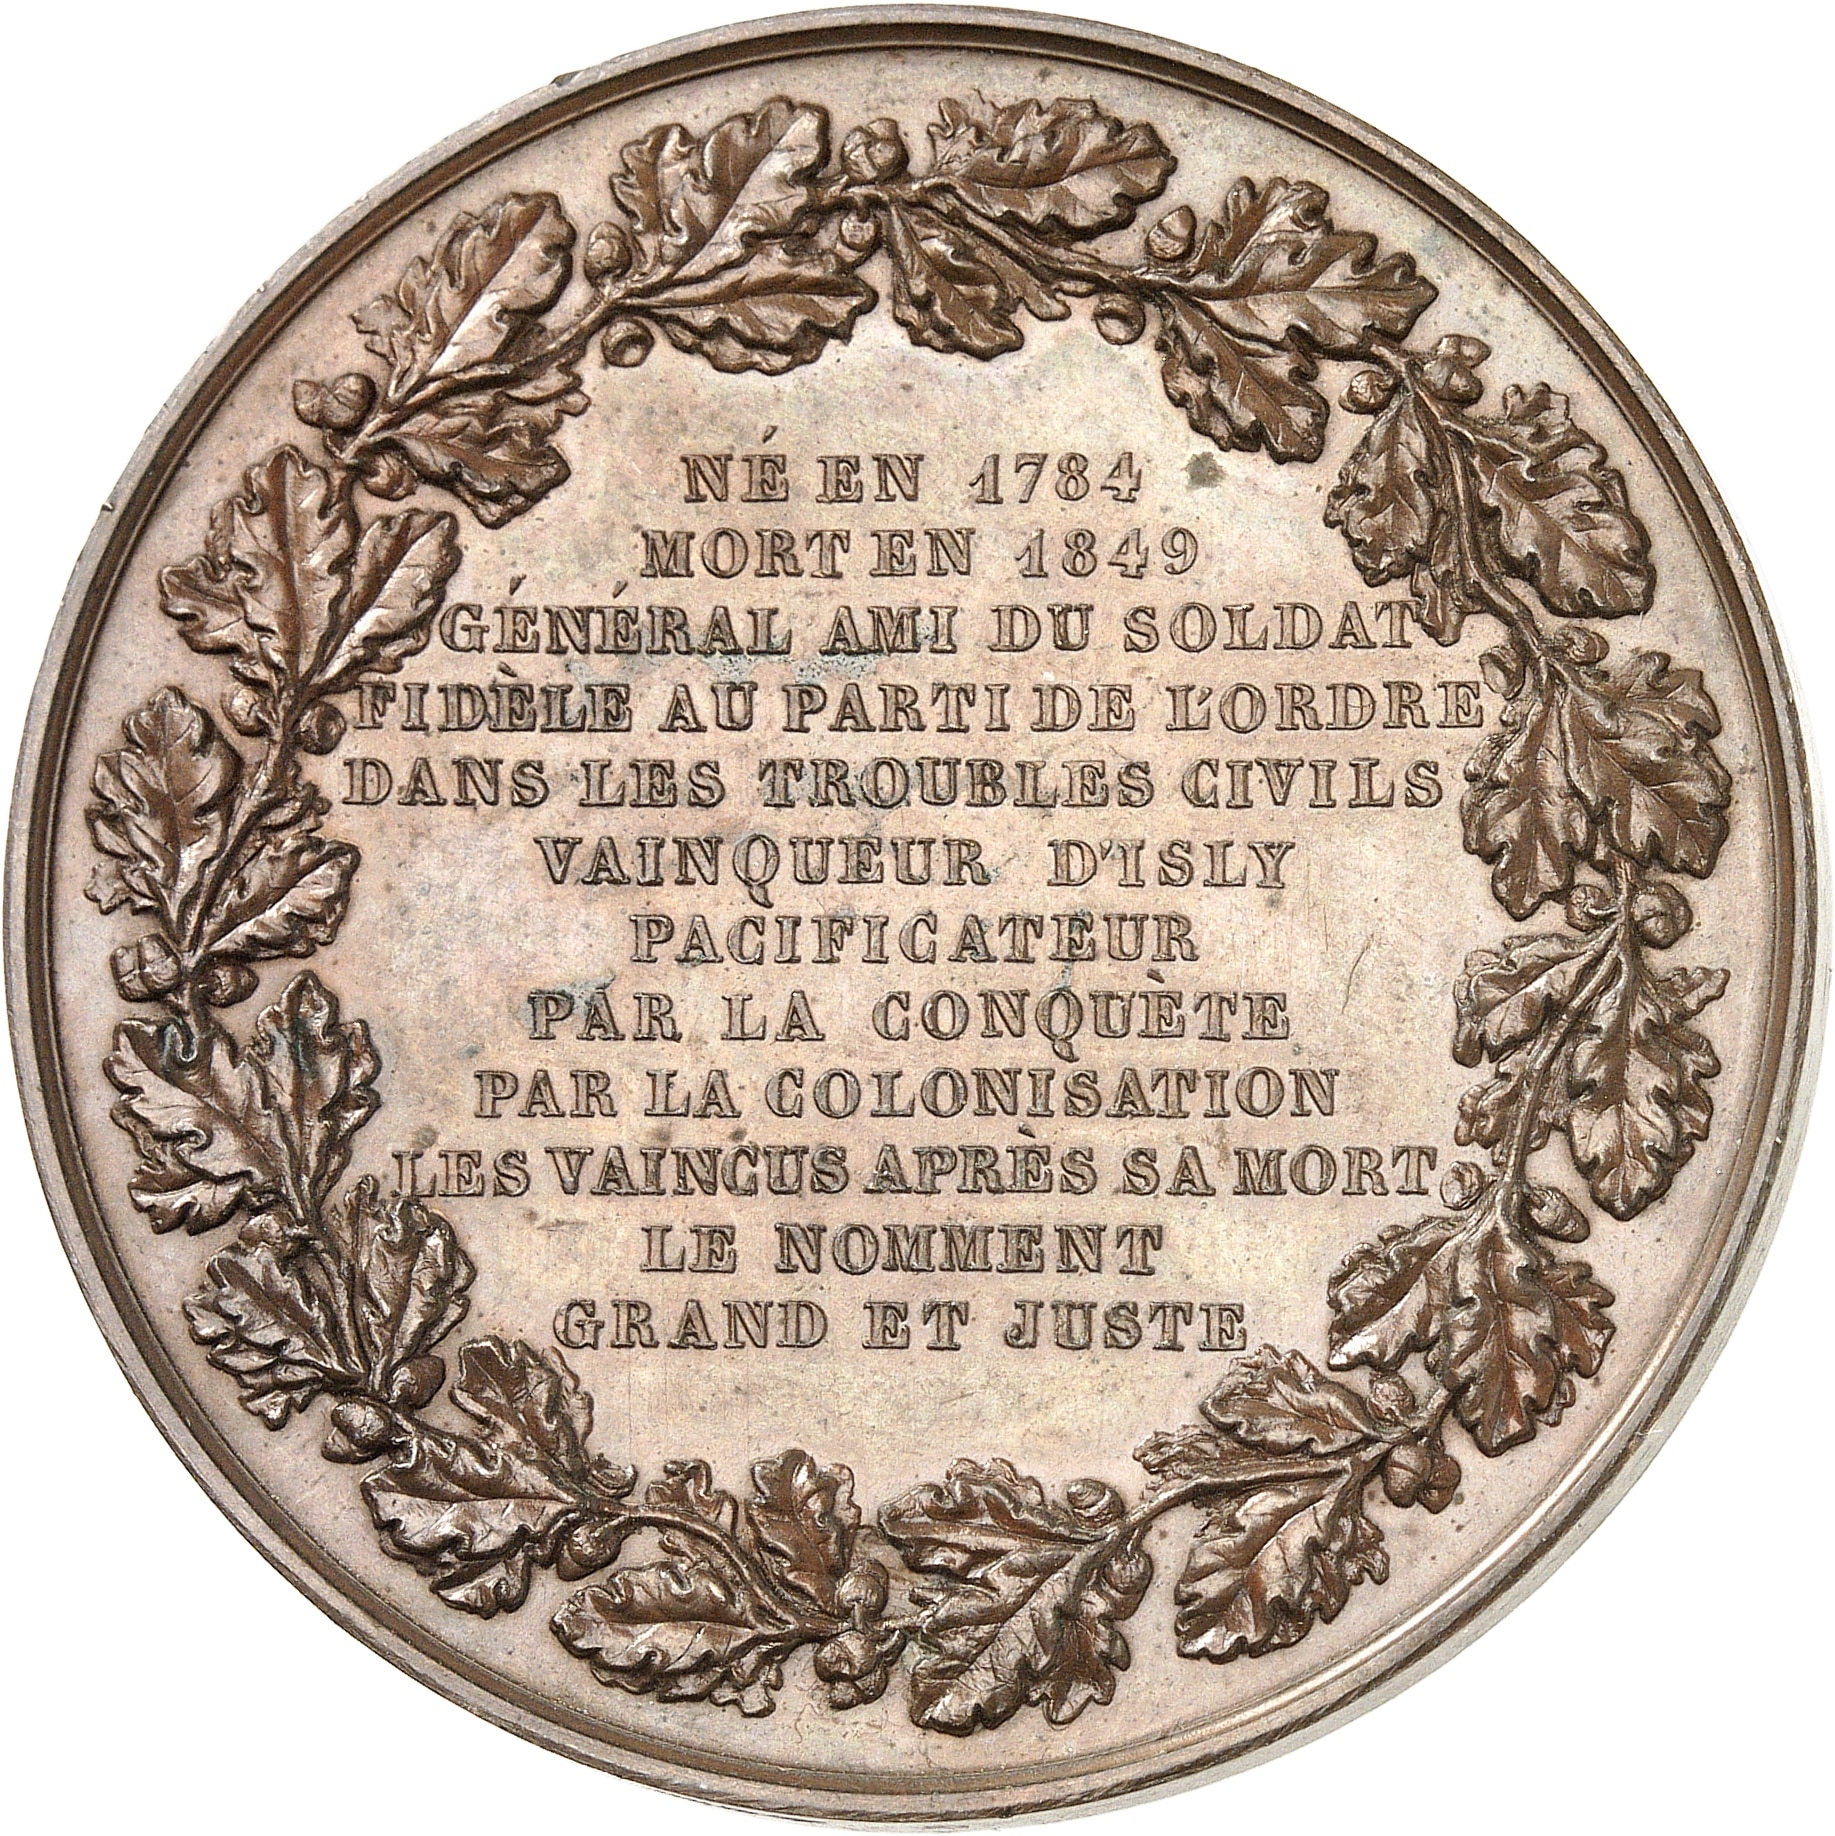 NÉ EN 1784
MORT EN 1849
GÉNÉRAL AMI DU SOLDAT
FIDÈLE AU PARTI DE L'ORDRE
DANS LES TROUBLES CIVILS
VAINQUEUR D'ISLY
PACIFICATEUR
PAR LA CONQUÈTE
PAR LA COLONISATION
LES VAINCUS APRÈS SA MORT
LE NOMMENT
GRAND ET JUSTE